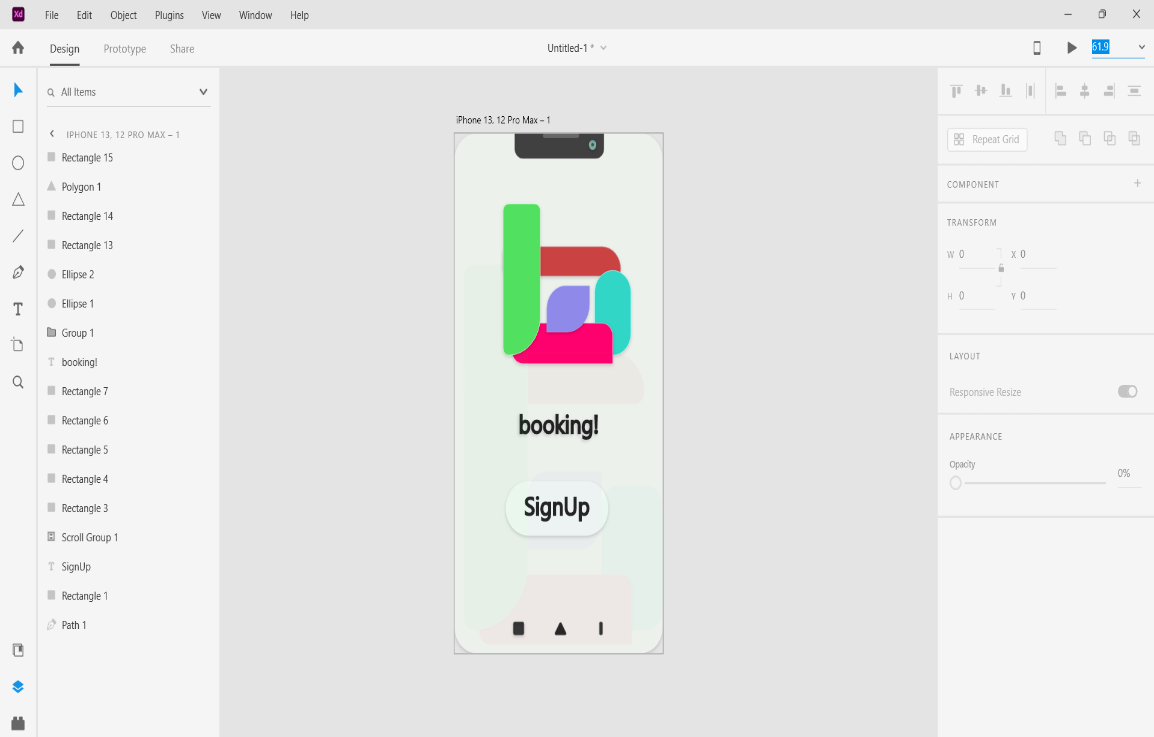 Xd File Edit Object Plugins View Window Help
Design Prototype Share Untitled-1 * 61.9
All Items
IPHONE 13, 12 PRO MAX – 1
Rectangle 15
Polygon 1
Rectangle 14
Rectangle 13
Ellipse 2
Ellipse 1
Group 1
booking!
Rectangle 7
Rectangle 6
Rectangle 5
Rectangle 4
Rectangle 3
Scroll Group 1
SignUp
Rectangle 1
Path 1
iPhone 13, 12 Pro Max – 1
booking!
SignUp
Repeat Grid
COMPONENT
TRANSFORM
W 0 X 0
H 0 Y 0
LAYOUT
Responsive Resize
APPEARANCE
Opacity
0%